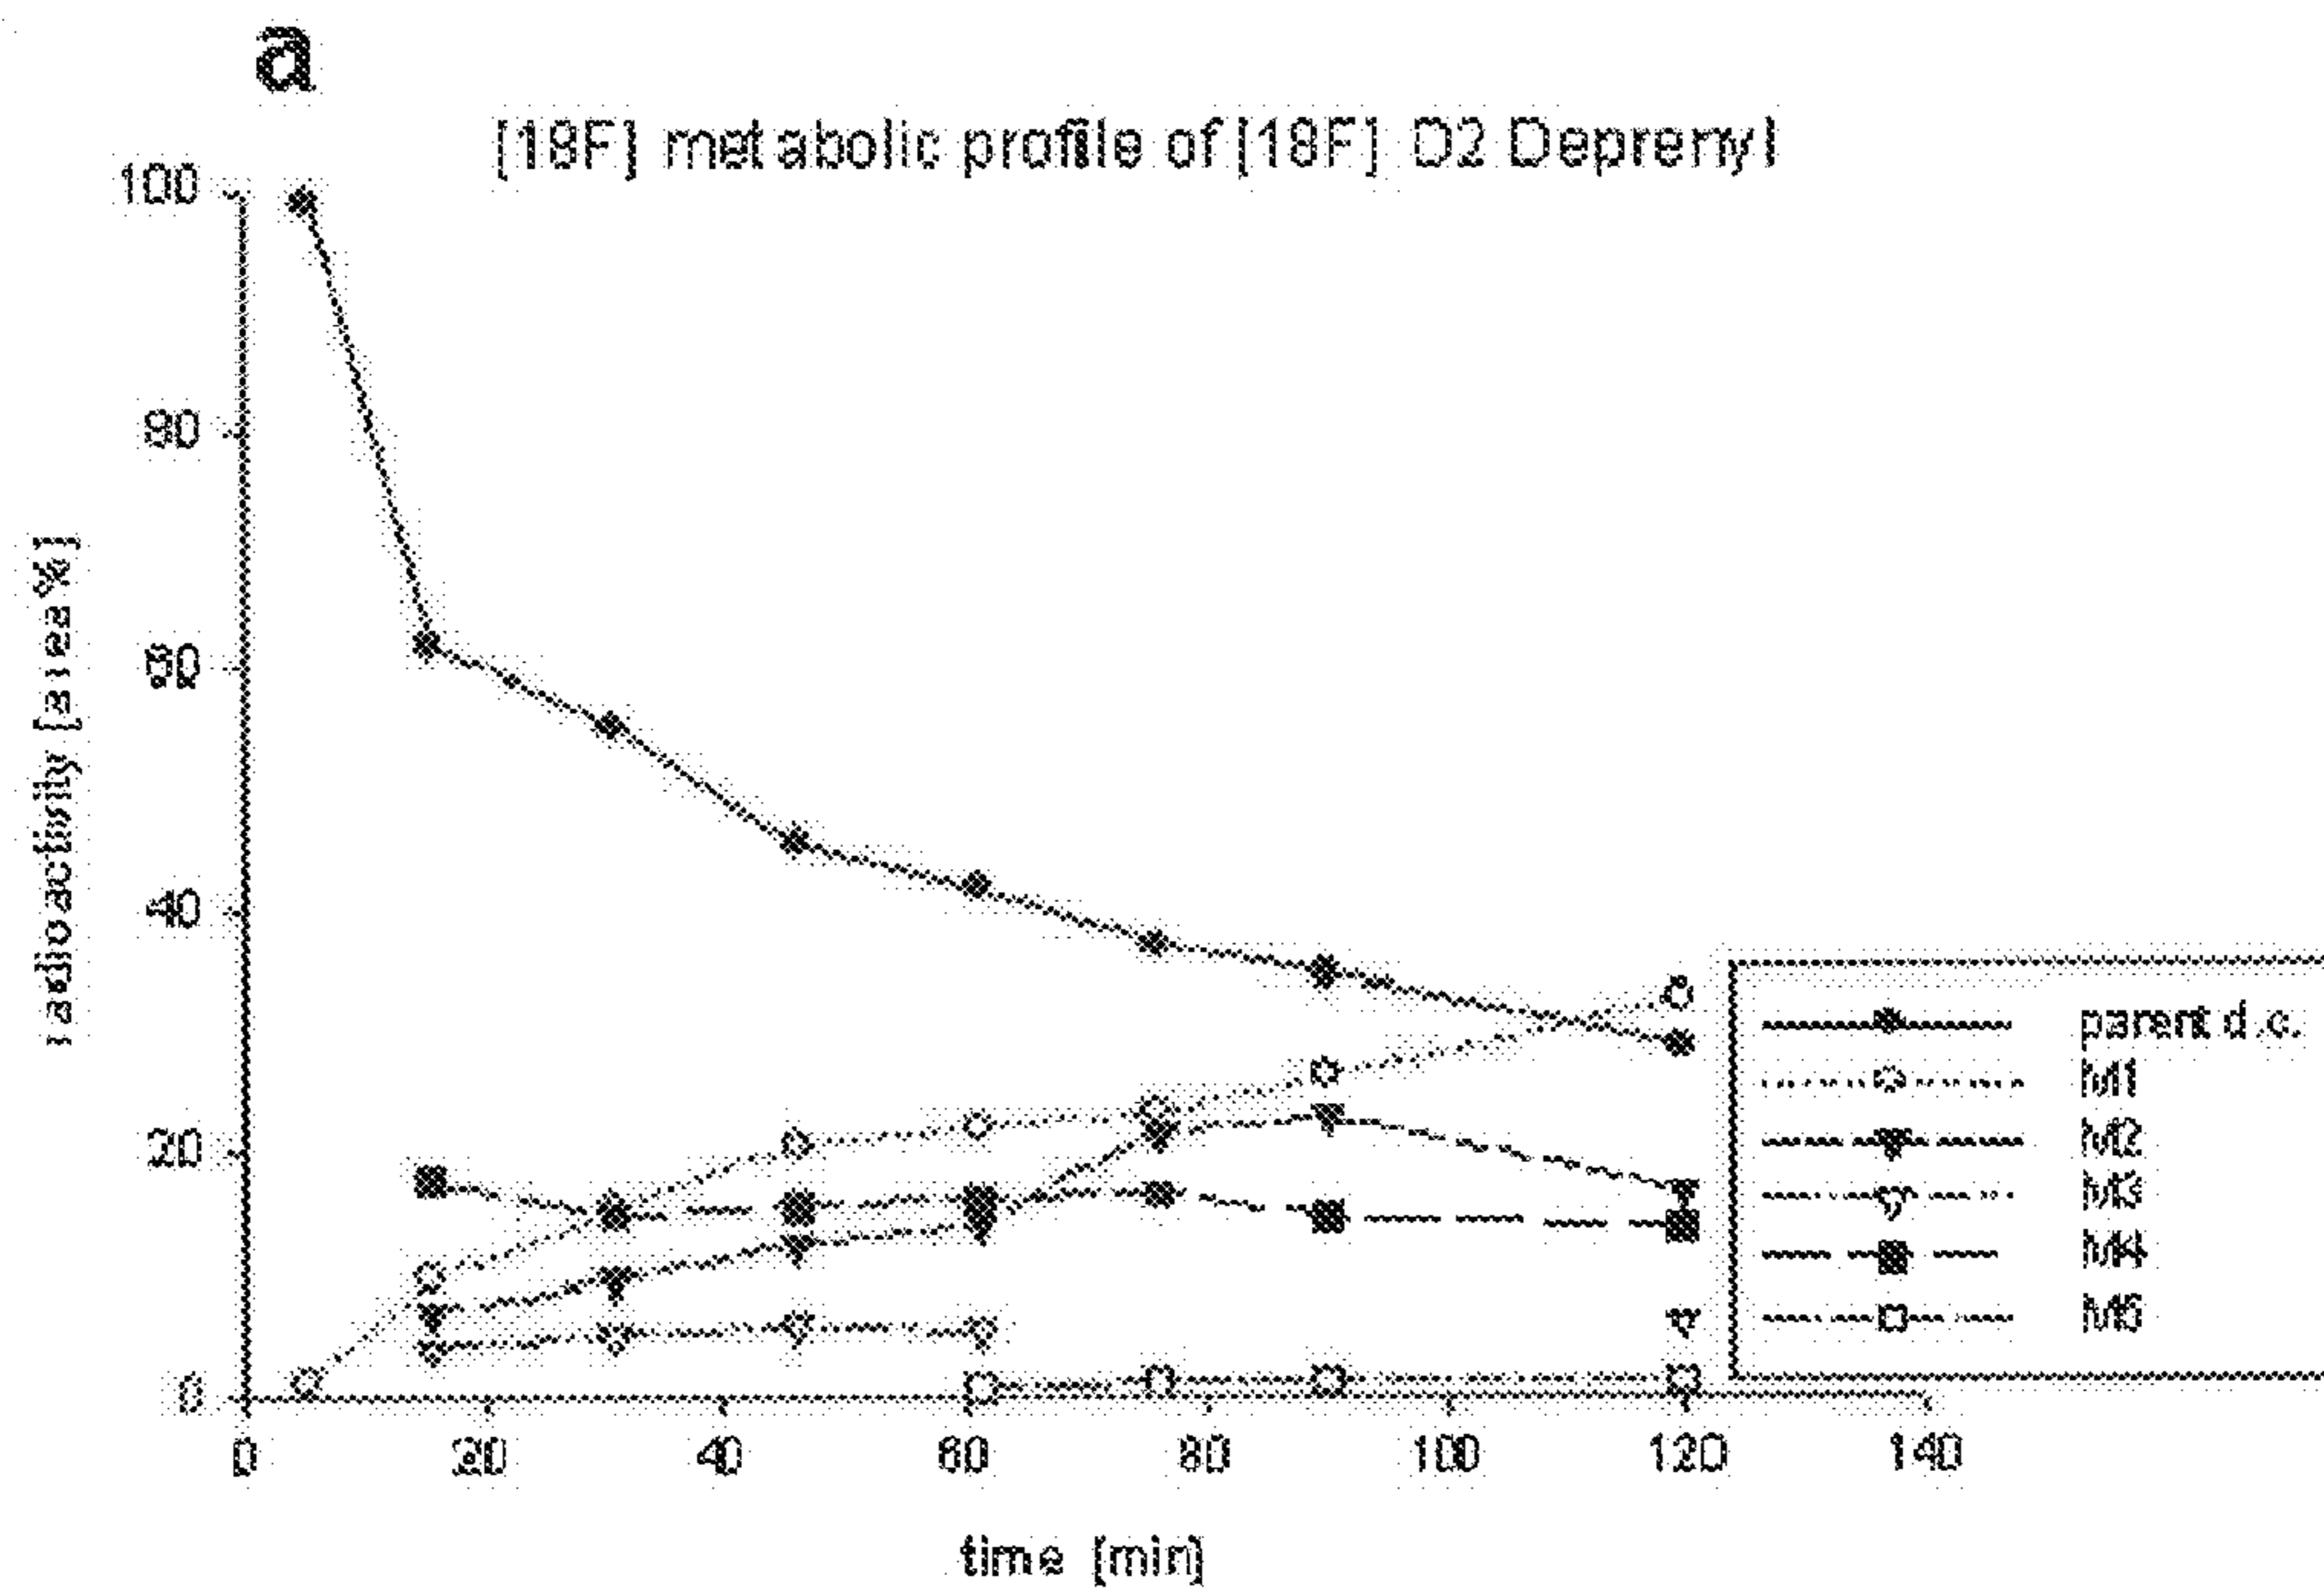 a
[18F] metabolic profile of [18F] D2 Deprenyl
100
80
60
40
20
0
radioactivity [area%]
0 20 40 60 80 100 120 140
time [min]
parent d.c.
M1
M2
M3
M4